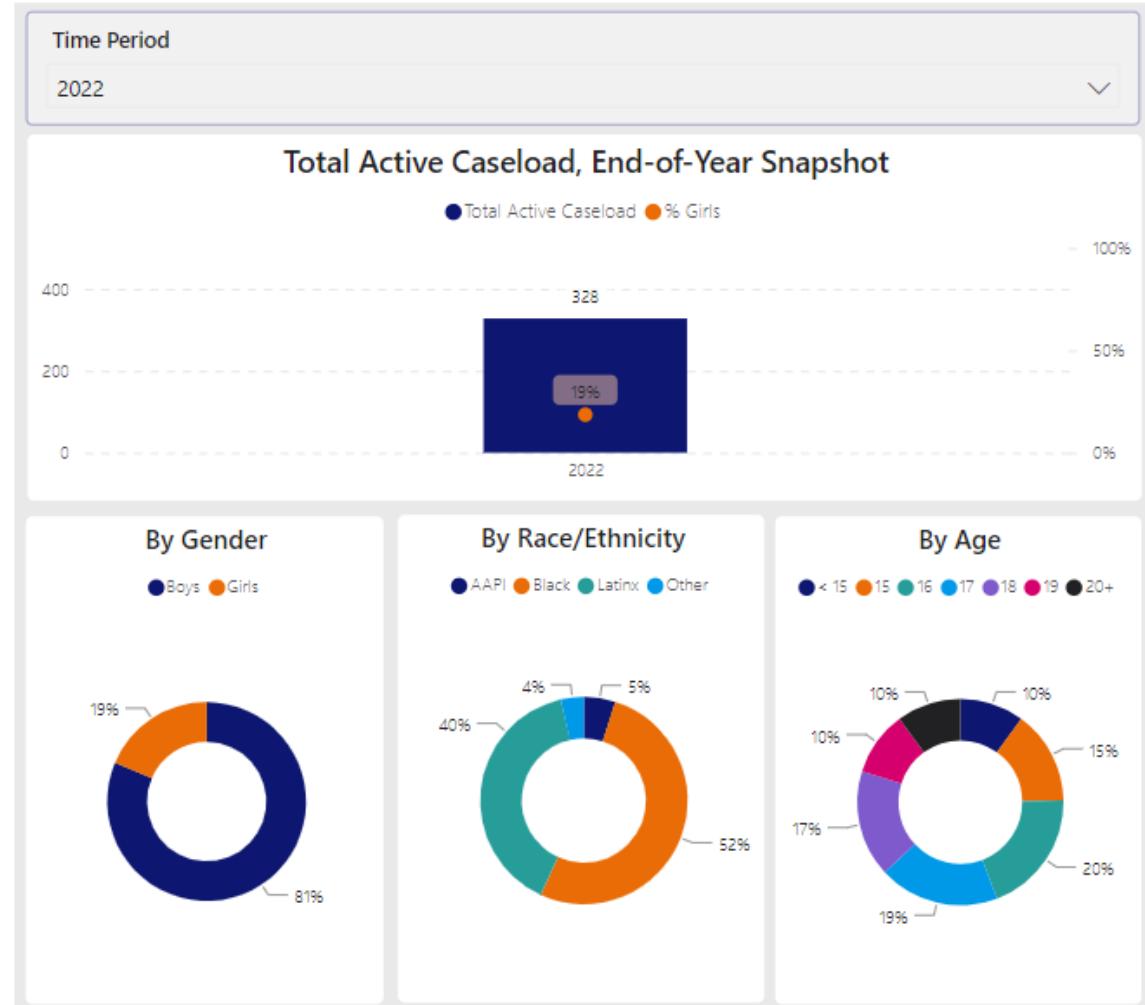 Time Period
2022
Total Active Caseload, End-of-Year Snapshot
Total Active Caseload % Girls
100%
400
328
50%
200
19%
0
0%
2022
By Gender
Boys Girls
19%
81%
By Race/Ethnicity
AAPI Black Latinx Other
4% 5%
40%
52%
By Age
< 15 15 16 17 18 19 20+
10% 10%
10%
15%
17%
20%
19%